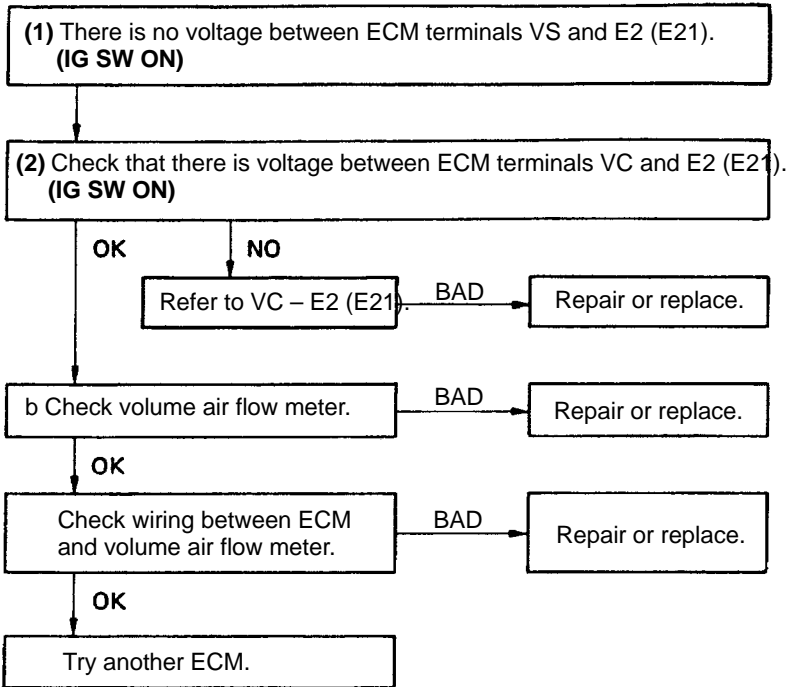 (1) There is no voltage between ECM terminals VS and E2 (E21).
(IG SW ON)
(2) Check that there is voltage between ECM terminals VC and E2 (E21).
(IG SW ON)
OK
NO
Refer to VC – E2 (E21).
BAD
Repair or replace.
b Check volume air flow meter.
BAD
Repair or replace.
OK
Check wiring between ECM
and volume air flow meter.
BAD
Repair or replace.
OK
Try another ECM.